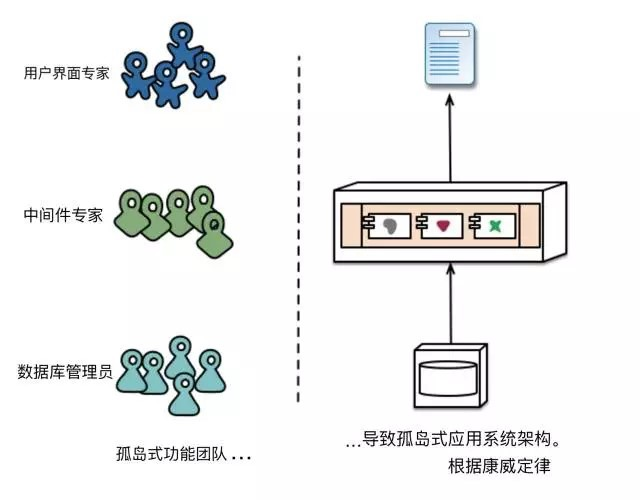 用户界面专家
中间件专家
数据库管理员
孤岛式功能团队...
...导致孤岛式应用系统架构。
根据康威定律